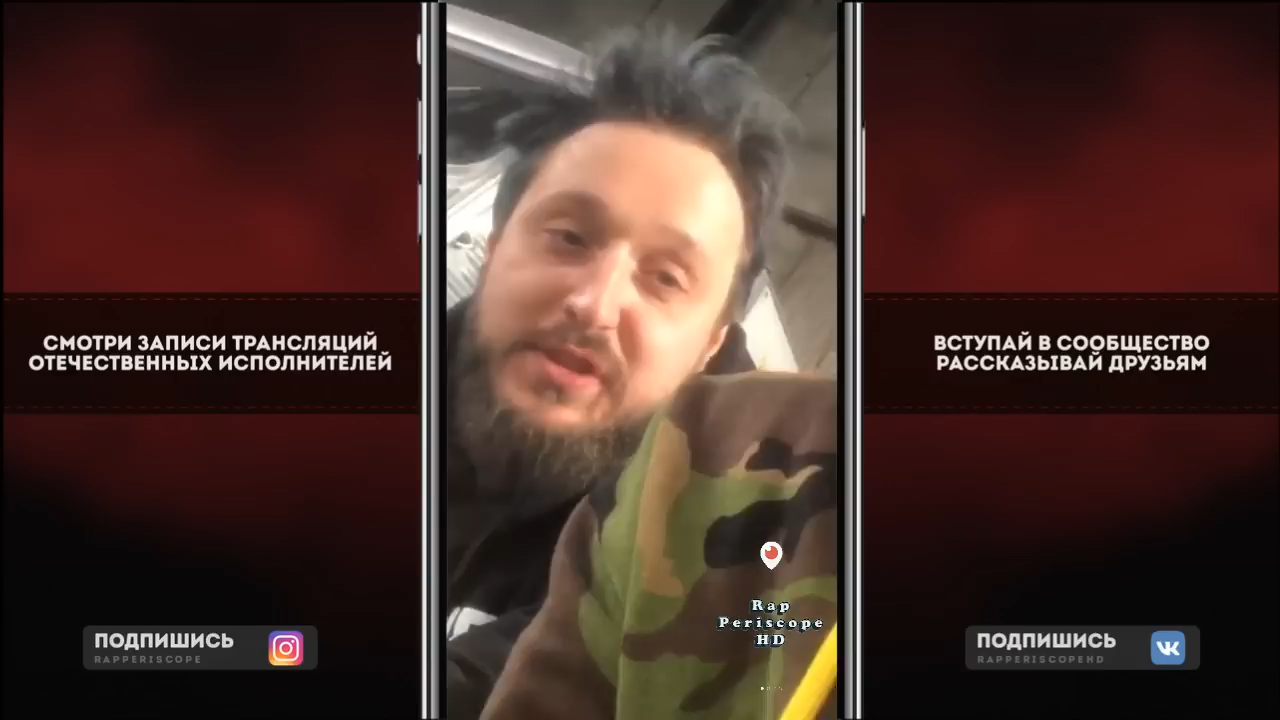 СМОТРИ ЗАПИСИ ТРАНСЛЯЦИЙ
ОТЕЧЕСТВЕННЫХ ИСПОЛНИТЕЛЕЙ
ВСТУПАЙ В СООБЩЕСТВО
РАССКАЗЫВАЙ ДРУЗЬЯМ
Rap
Periscope
HD
ПОДПИШИСЬ
RAPPERISCOPE
ПОДПИШИСЬ
RAPPERISCOPEHD